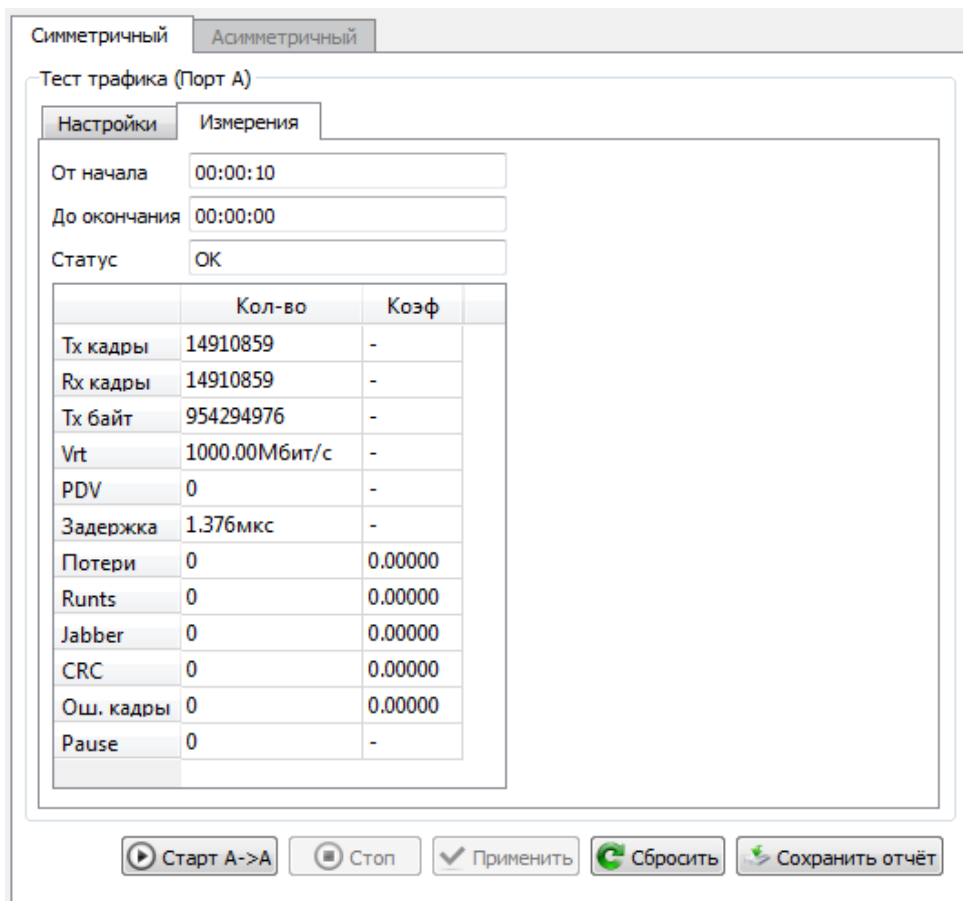 Симметричный Асимметричный
Тест трафика (Порт A)
Настройки Измерения
От начала 00:00:10
До окончания 00:00:00
Статус OK
Кол-во Коэф
Tx кадры 14910859 -
Rx кадры 14910859 -
Tx байт 954294976 -
Vrt 1000.00Мбит/с -
PDV 0 -
Задержка 1.376мкс -
Потери 0 0.00000
Runts 0 0.00000
Jabber 0 0.00000
CRC 0 0.00000
Ош. кадры 0 0.00000
Pause 0 -
Старт A->A Стоп Применить Сбросить Сохранить отчёт